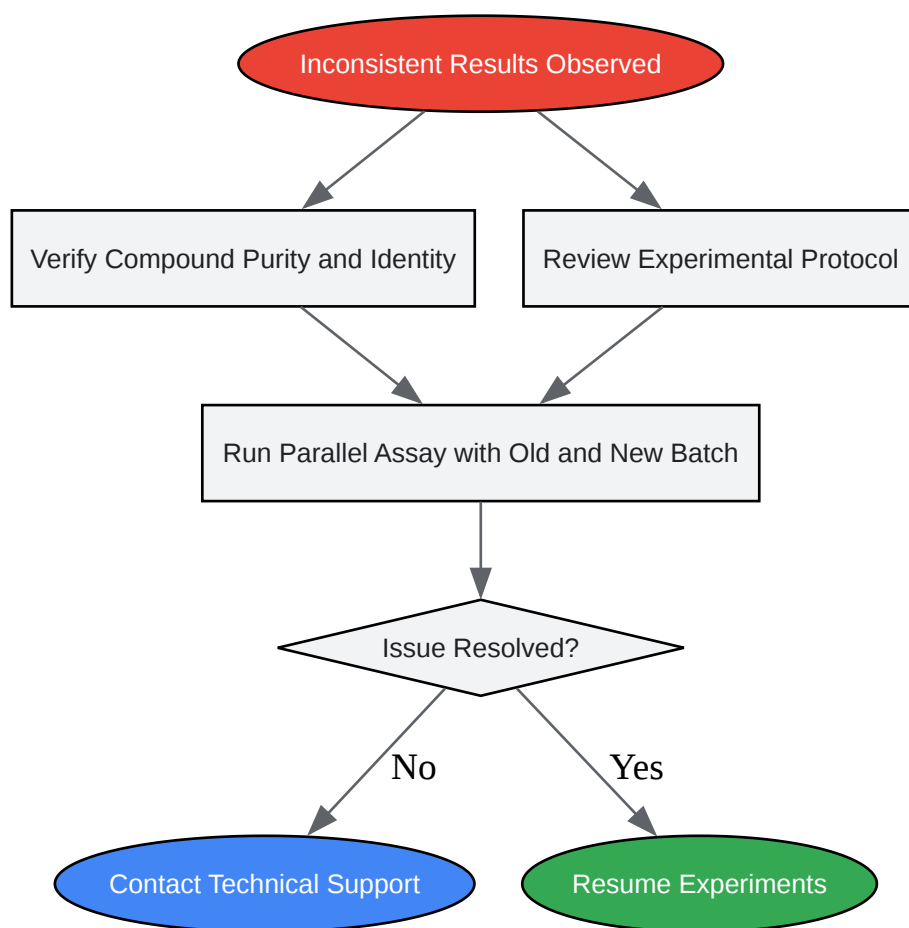 Inconsistent Results Observed
Verify Compound Purity and Identity
Review Experimental Protocol
Run Parallel Assay with Old and New Batch
Issue Resolved?
No
Yes
Contact Technical Support
Resume Experiments